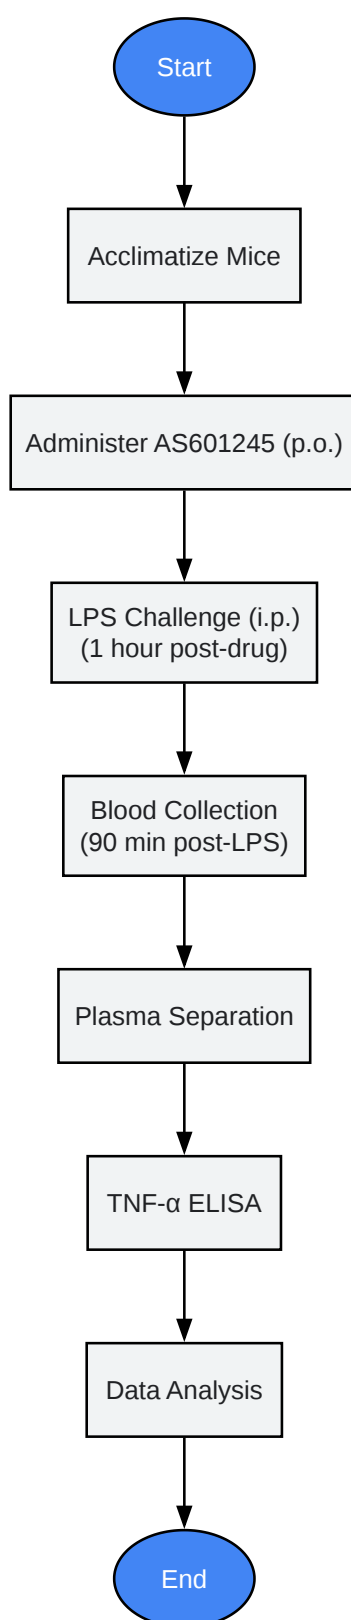 Start
Acclimatize Mice
Administer AS601245 (p.o.)
LPS Challenge (i.p.)
(1 hour post-drug)
Blood Collection
(90 min post-LPS)
Plasma Separation
TNF-α ELISA
Data Analysis
End